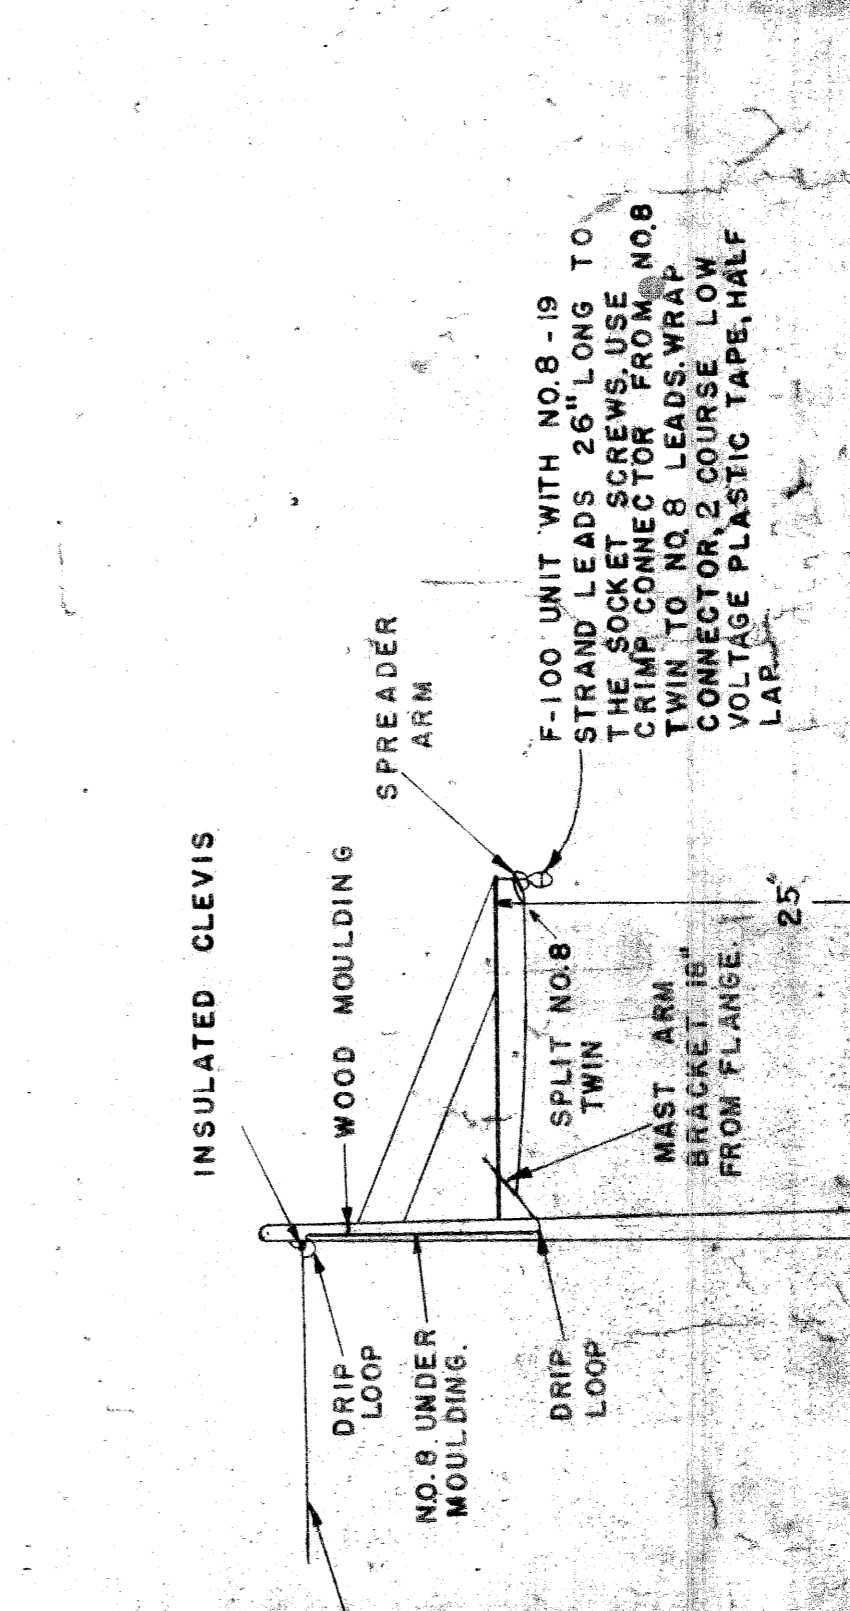 INSULATED CLEVIS
WOOD MOULDING
SPREADER
ARM
F-100 UNIT WITH NO.8-19
STRAND LEADS 26" LONG TO
THE SOCKET SCREWS. USE
CRIMP CONNECTOR FROM NO.8
TWIN TO NO.8 LEADS. WRAP
CONNECTOR, 2 COURSE LOW
VOLTAGE PLASTIC TAPE, HALF
LAP.
DRIP
LOOP
NO.8 UNDER
MOULDING.
DRIP
LOOP
SPLIT NO.8
TWIN
MAST ARM
BRACKET 18"
FROM FLANGE.
25'